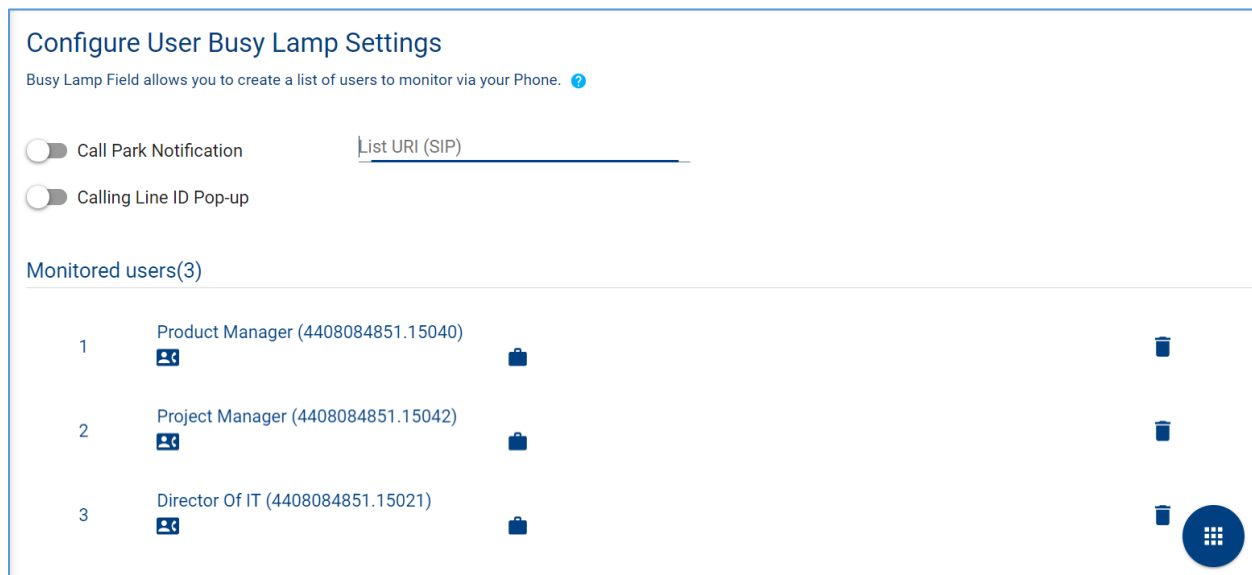 Configure User Busy Lamp Settings
Busy Lamp Field allows you to create a list of users to monitor via your Phone. ?
Call Park Notification
List URI (SIP)
Calling Line ID Pop-up
Monitored users(3)
1
Product Manager (4408084851.15040)
2
Project Manager (4408084851.15042)
3
Director Of IT (4408084851.15021)